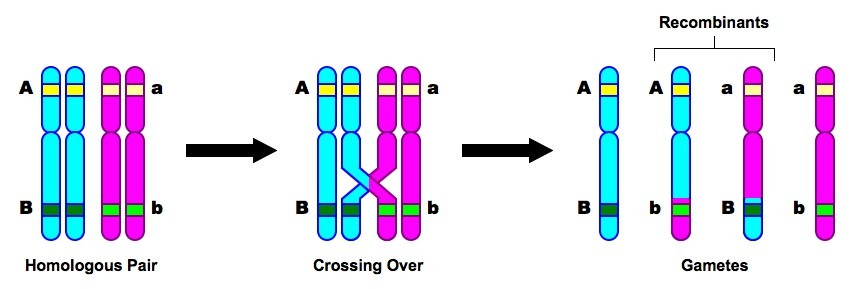 Recombinants
A a A a A A a a
B b B b B b B b
Homologous Pair Crossing Over Gametes